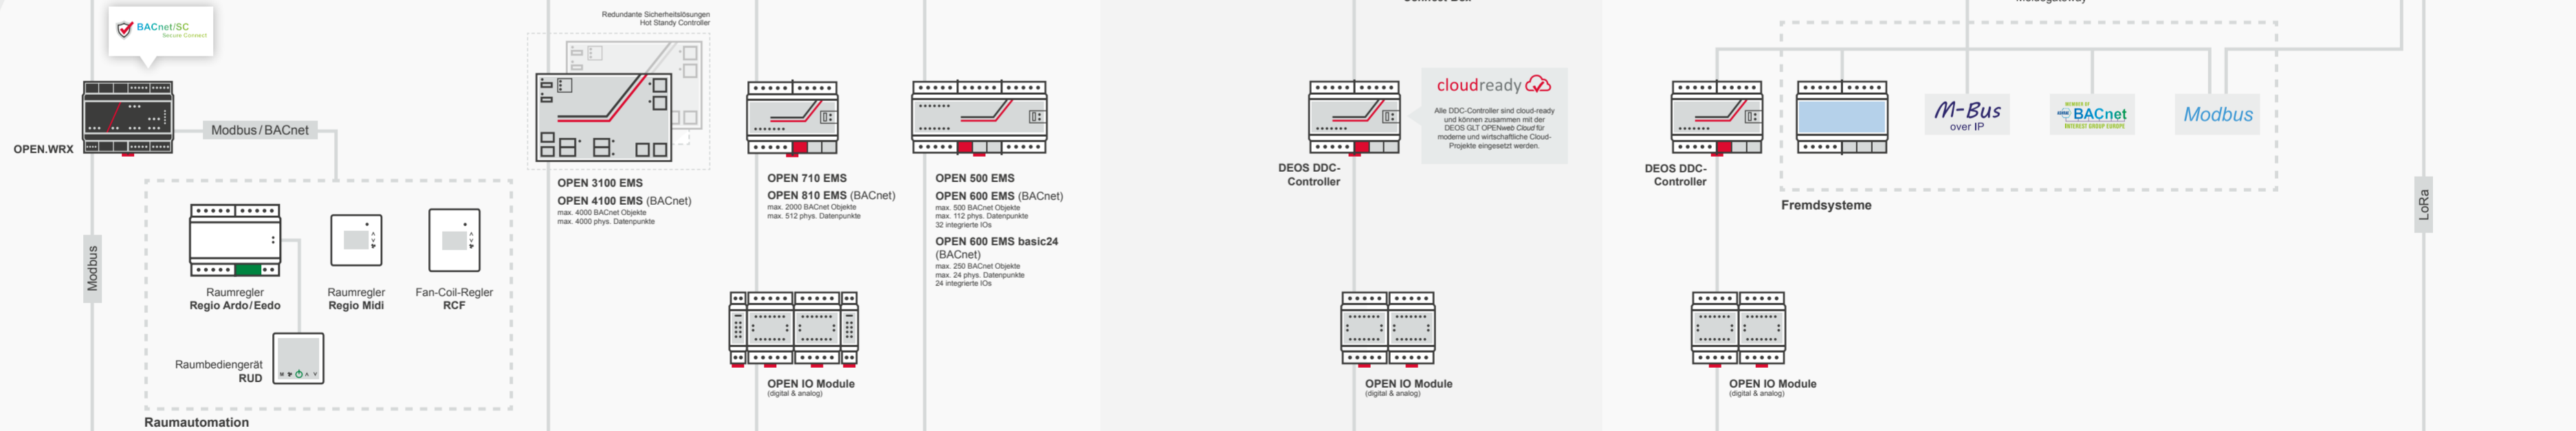 BACnet/SC
Secure Connect
OPEN.WRX
Modbus/BACnet
Modbus
Raumregler
Regio Ardo/Eedo
Raumregler
Regio Midi
Fan-Coil-Regler
RCF
Raumbediengerät
RUD
Raumautomation
Redundante Sicherheitslösungen
Hot Standy Controller
OPEN 3100 EMS
OPEN 4100 EMS (BACnet)
max. 4000 BACnet Objekte
max. 4000 phys. Datenpunkte
OPEN 710 EMS
OPEN 810 EMS (BACnet)
max. 2000 BACnet Objekte
max. 512 phys. Datenpunkte
OPEN 500 EMS
OPEN 600 EMS (BACnet)
max. 500 BACnet Objekte
max. 112 phys. Datenpunkte
32 integrierte IOs
OPEN 600 EMS basic24
(BACnet)
max. 250 BACnet Objekte
max. 24 phys. Datenpunkte
24 integrierte IOs
OPEN IO Module
(digital & analog)
DEOS DDC-
Controller
cloudready
Alle DDC-Controller sind cloud-ready
und können zusammen mit der
DEOS GLT OPENweb Cloud für
moderne und wirtschaftliche Cloud-
Projekte eingesetzt werden.
OPEN IO Module
(digital & analog)
DEOS DDC-
Controller
M-Bus
over IP
MEMBER OF
BACnet
INTEREST GROUP EUROPE
Modbus
Fremdsysteme
OPEN IO Module
(digital & analog)
LoRa